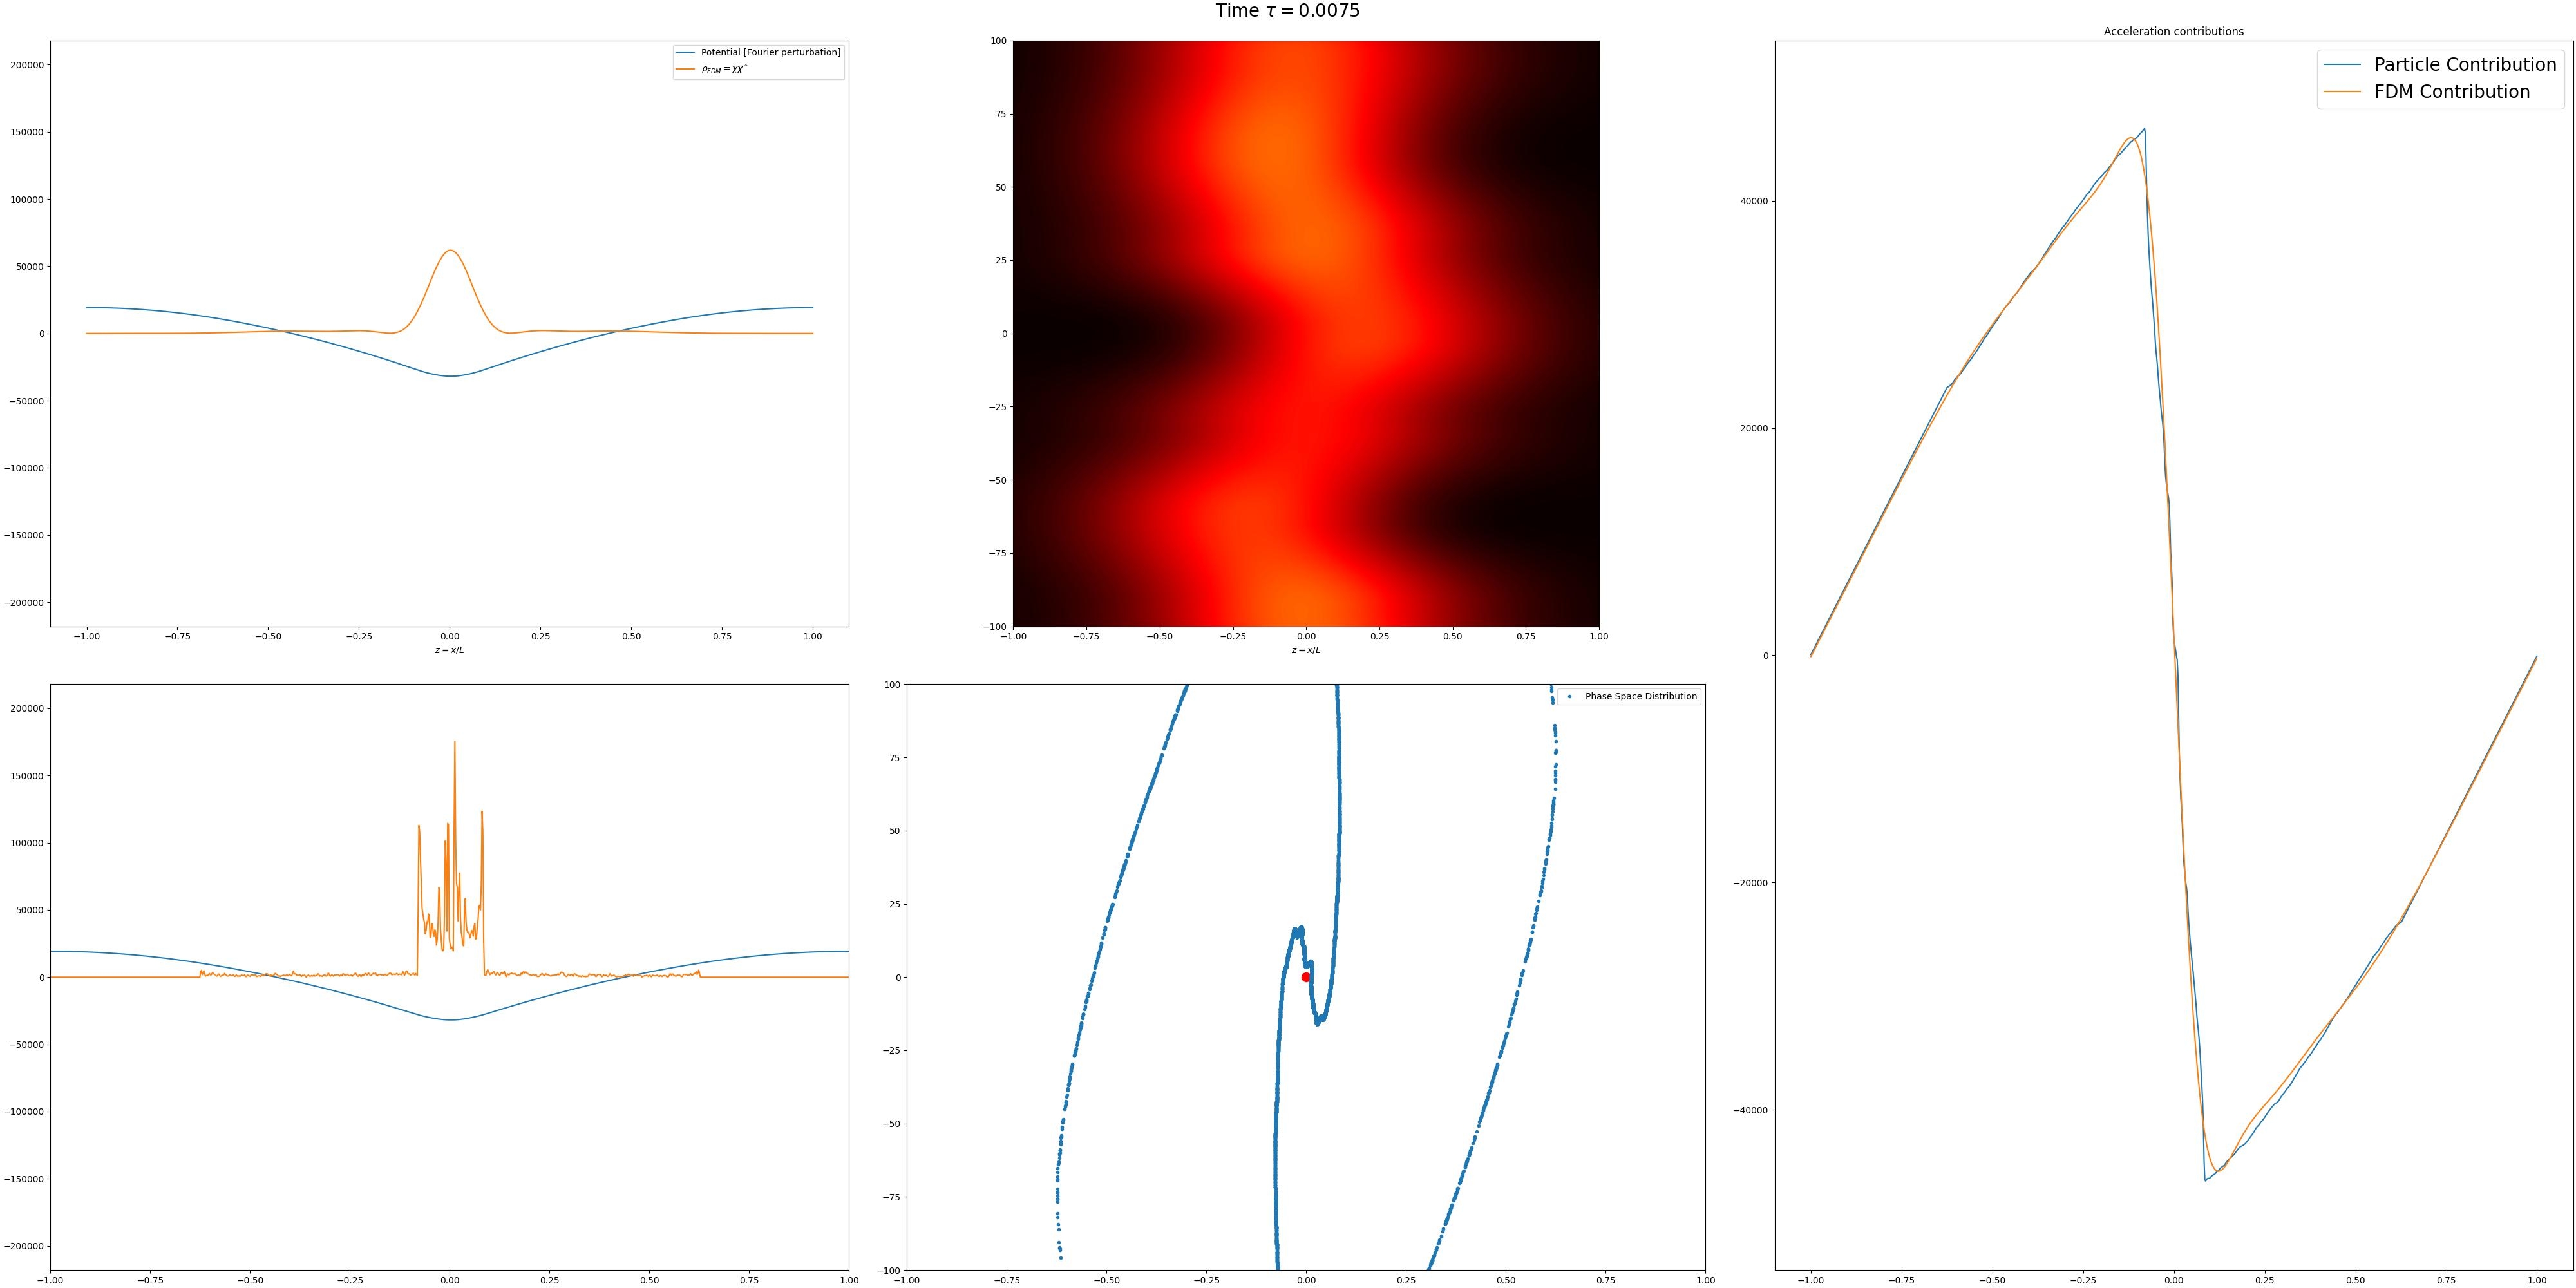 Time τ = 0.0075
Potential [Fourier perturbation]
ρFDM = χχ*
200000
150000
100000
50000
0
−50000
−100000
−150000
−200000
−1.00 −0.75 −0.50 −0.25 0.00 0.25 0.50 0.75 1.00
z = x/L
100
75
50
25
0
−25
−50
−75
−100
−1.00 −0.75 −0.50 −0.25 0.00 0.25 0.50 0.75 1.00
z = x/L
Acceleration contributions
Particle Contribution
FDM Contribution
40000
20000
0
−20000
−40000
−1.00 −0.75 −0.50 −0.25 0.00 0.25 0.50 0.75 1.00
200000
150000
100000
50000
0
−50000
−100000
−150000
−200000
−1.00 −0.75 −0.50 −0.25 0.00 0.25 0.50 0.75 1.00
Phase Space Distribution
100
75
50
25
0
−25
−50
−75
−100
−1.00 −0.75 −0.50 −0.25 0.00 0.25 0.50 0.75 1.00